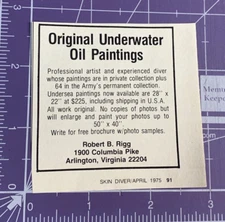 Original Underwater
Oil Paintings
Professional artist and experienced diver
whose paintings are in private collection plus
64 in the Army's permanent collection.
Undersea paintings now available are 28" x
22" at $225, including shipping in U.S.A.
All work original. No copies of photos but
will enlarge and paint your photos up to
50" x 40".
Write for free brochure w/photo samples.
Robert B. Rigg
1900 Columbia Pike
Arlington, Virginia 22204
SKIN DIVER/APRIL 1975 91